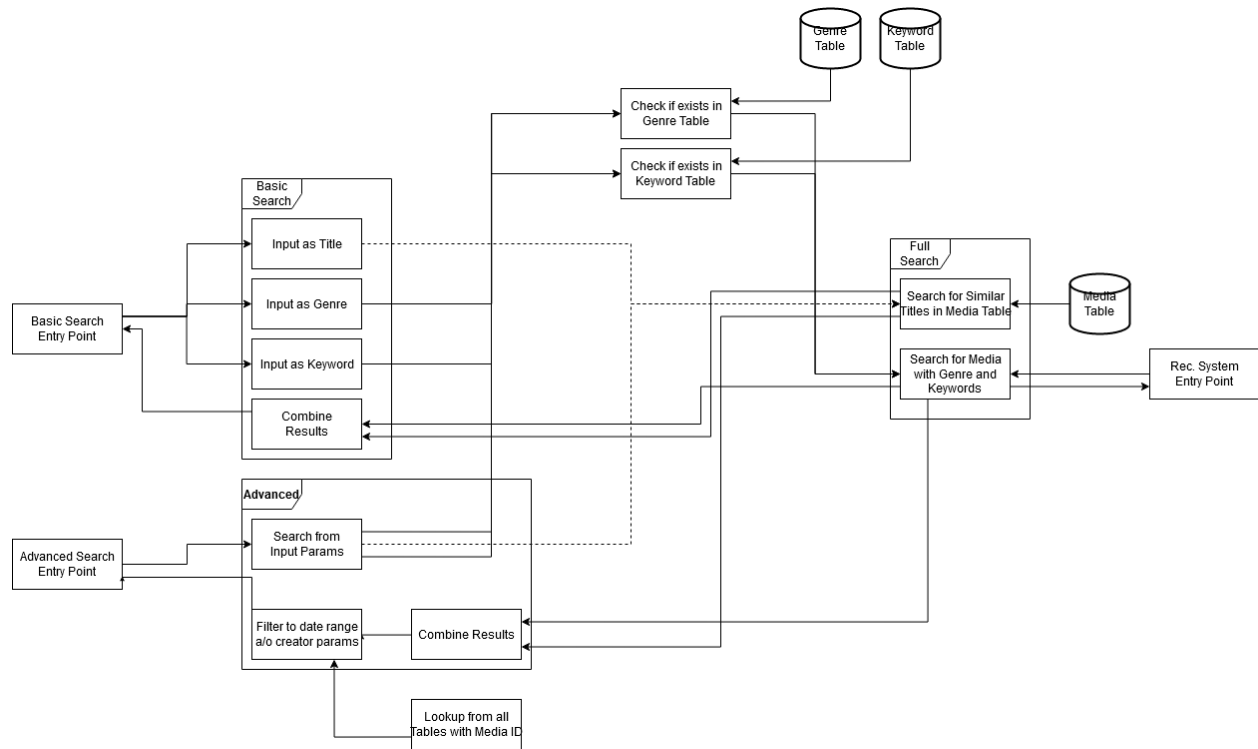 Genre
Table
Keyword
Table
Check if exists in
Genre Table
Check if exists in
Keyword Table
Basic
Search
Input as Title
Input as Genre
Input as Keyword
Combine
Results
Basic Search
Entry Point
Full
Search
Search for Similar
Titles in Media Table
Media
Table
Search for Media
with Genre and
Keywords
Rec. System
Entry Point
Advanced
Search from
Input Params
Advanced Search
Entry Point
Filter to date range
a/o creator params
Combine Results
Lookup from all
Tables with Media ID